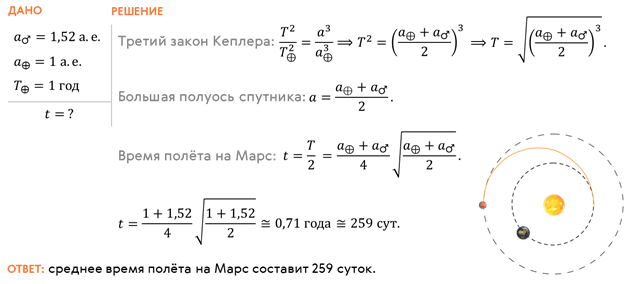 ДАНО
РЕШЕНИЕ
a♂ = 1,52 а. е.
a⊕ = 1 а. е.
T⊕ = 1 год
t = ?
Третий закон Кеплера: T²/T⊕² = a³/a⊕³ ⟹ T² = ((a⊕ + a♂)/2)³ ⟹ T = √(((a⊕ + a♂)/2)³).
Большая полуось спутника: a = (a⊕ + a♂)/2.
Время полёта на Марс: t = T/2 = (a⊕ + a♂)/4 √((a⊕ + a♂)/2).
t = (1 + 1,52)/4 √((1 + 1,52)/2) ≅ 0,71 года ≅ 259 сут.
ОТВЕТ: среднее время полёта на Марс составит 259 суток.